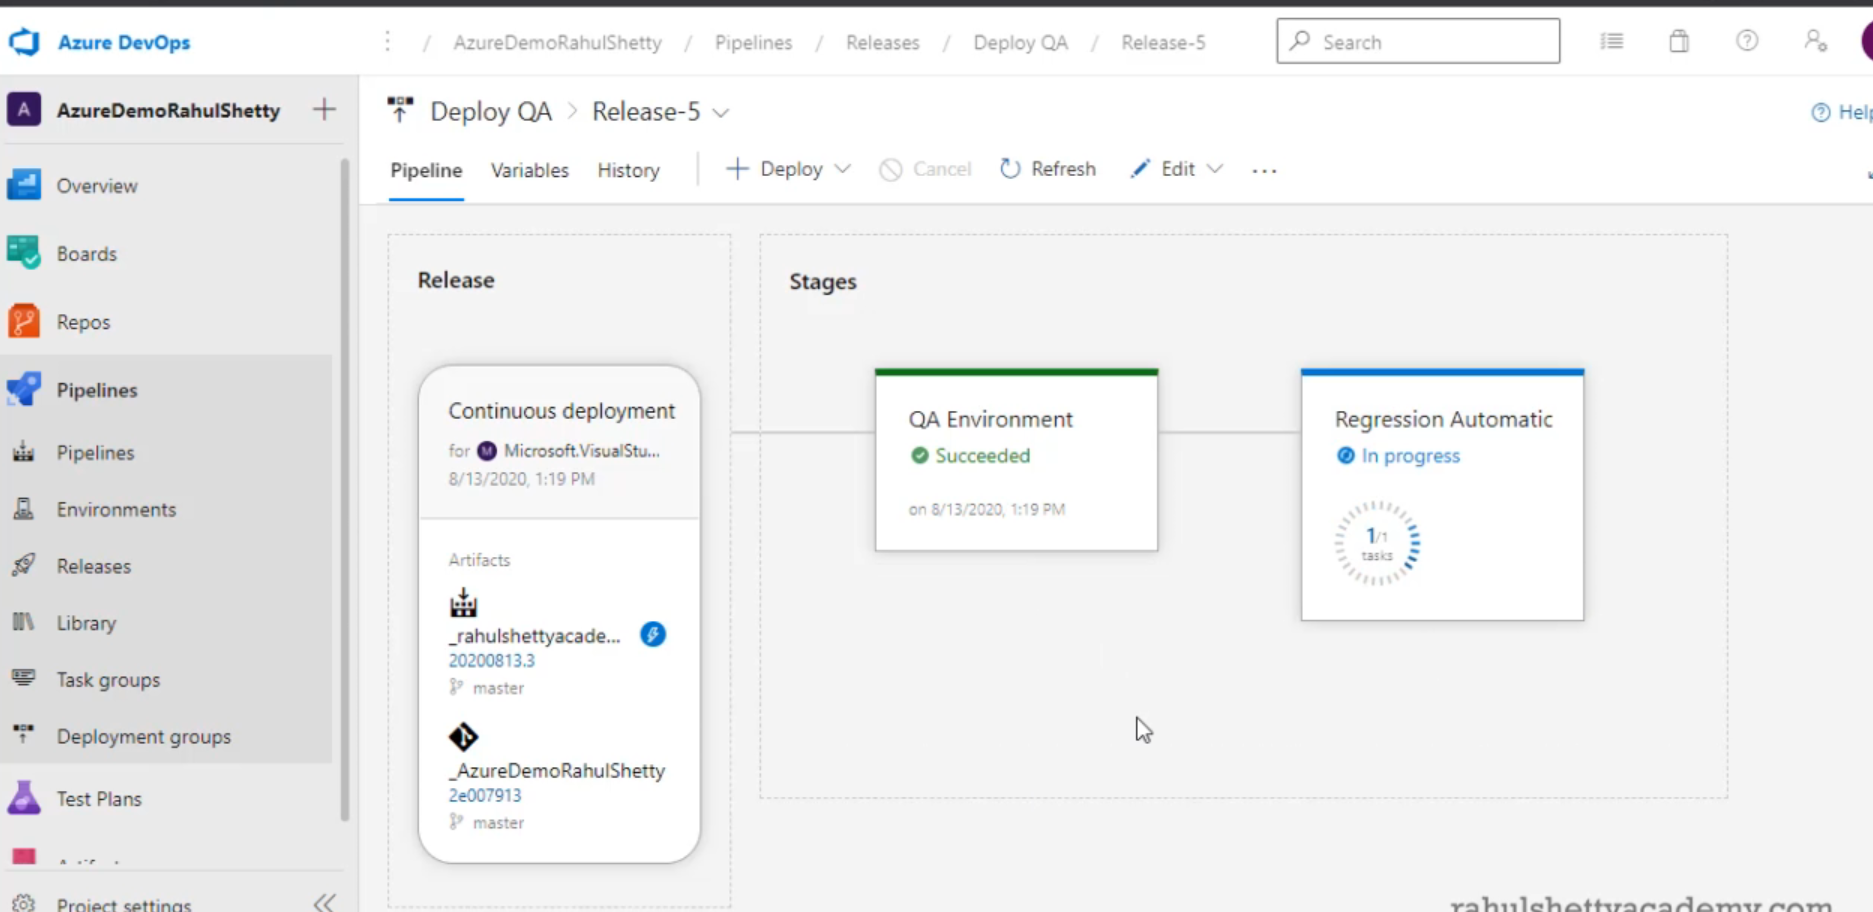 Azure DevOps
/ AzureDemoRahulShetty / Pipelines / Releases / Deploy QA / Release-5
Search
A AzureDemoRahulShetty
Deploy QA > Release-5
Pipeline Variables History Deploy Cancel Refresh Edit ...
Overview
Boards
Repos
Pipelines
Pipelines
Environments
Releases
Library
Task groups
Deployment groups
Test Plans
Project settings
Release
Continuous deployment
for M Microsoft.VisualStu...
8/13/2020, 1:19 PM
Artifacts
_rahulshettyacade...
20200813.3
master
_AzureDemoRahulShetty
2e007913
master
Stages
QA Environment
Succeeded
on 8/13/2020, 1:19 PM
Regression Automatic
In progress
1/1
tasks
rahulshettyacademy.com